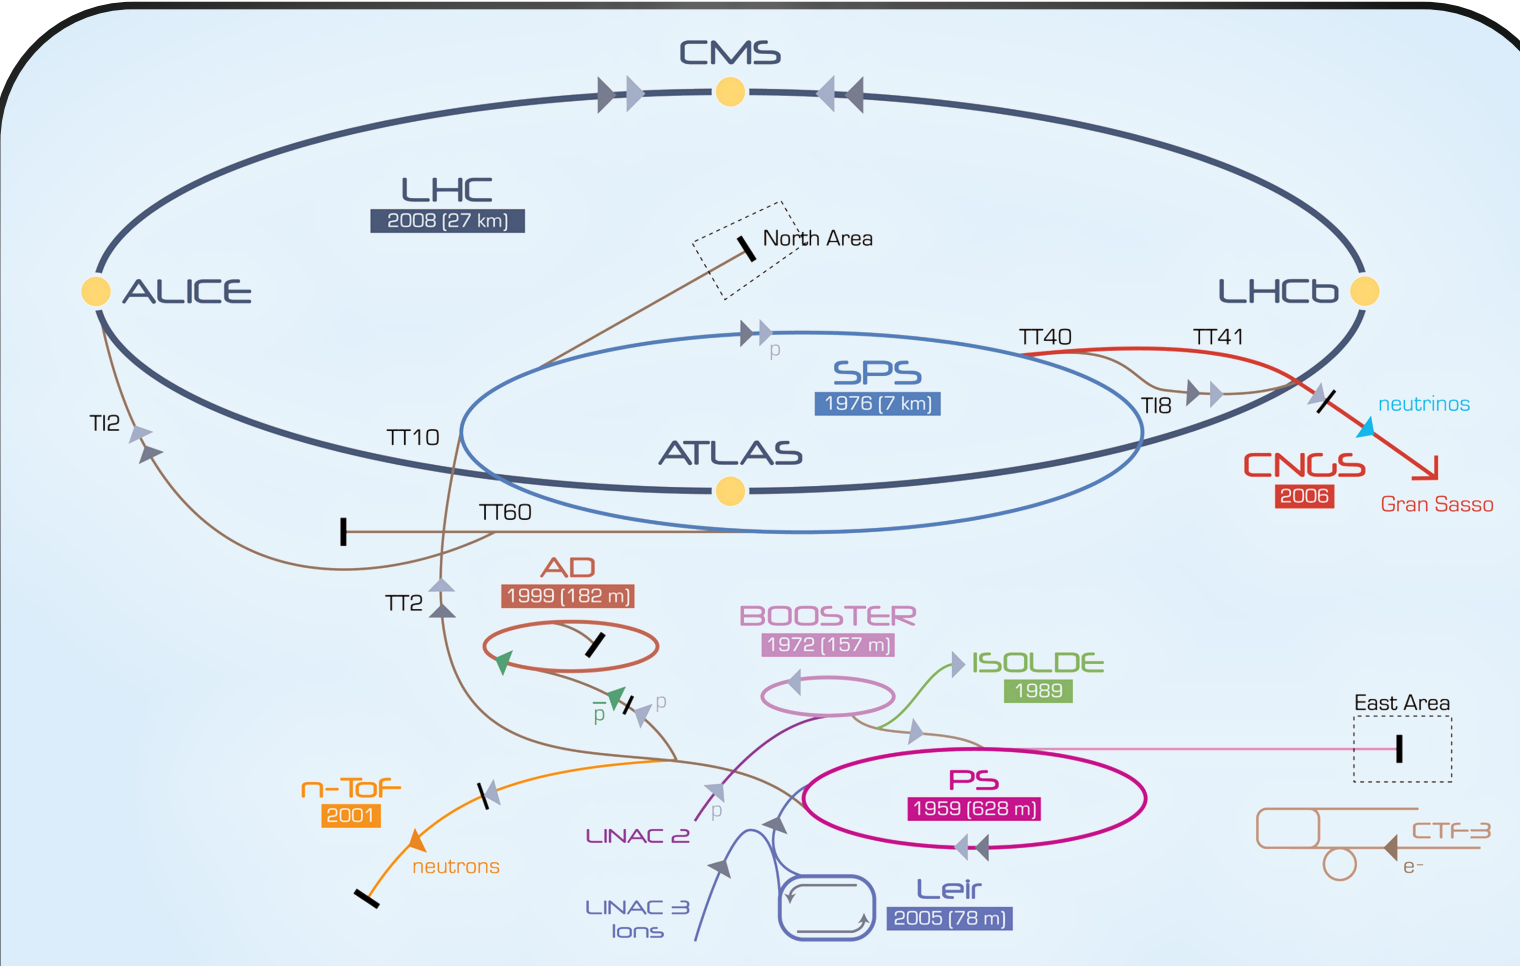 CMS
LHC
2008 (27 km)
North Area
ALICE
LHCb
p
TT40
TT41
SPS
1976 (7 km)
TI8
neutrinos
TI2
TT10
ATLAS
CNGS
2006
Gran Sasso
TT60
AD
1999 (182 m)
TT2
BOOSTER
1972 (157 m)
ISOLDE
1989
p̅
p
East Area
n-ToF
2001
PS
1959 (628 m)
p
LINAC 2
neutrons
CTF-3
e-
LINAC 3
Ions
Leir
2005 (78 m)